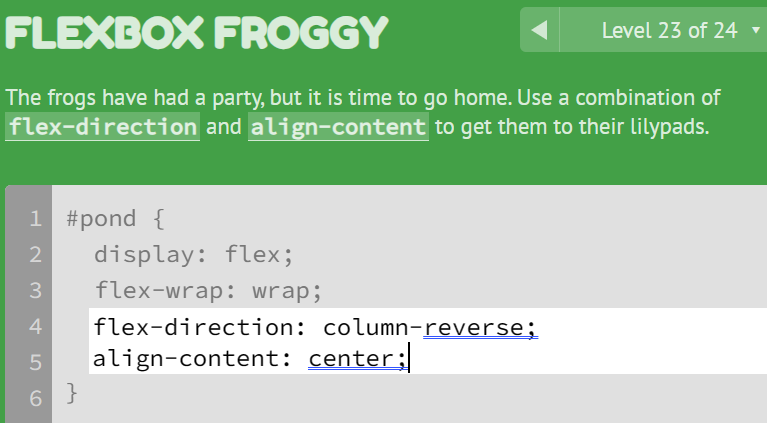 FLEXBOX FROGGY
Level 23 of 24
The frogs have had a party, but it is time to go home. Use a combination of
flex-direction and align-content to get them to their lilypads.
1 #pond {
2 display: flex;
3 flex-wrap: wrap;
4 flex-direction: column-reverse;
5 align-content: center;
6 }